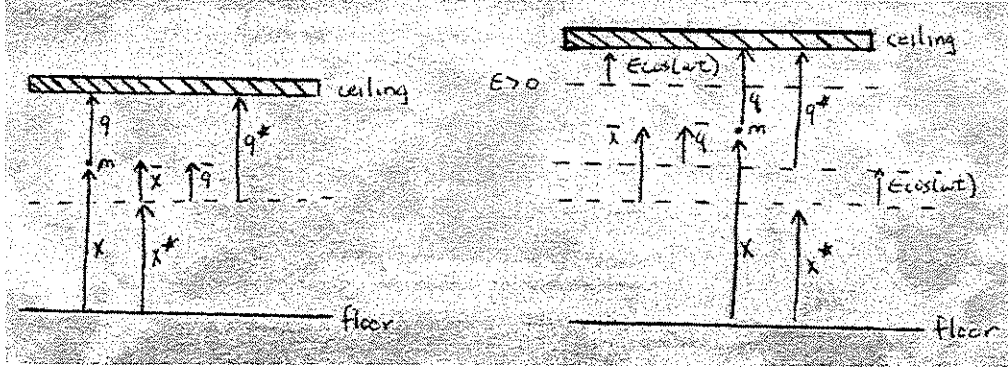 ceiling
q
m
x̄
q̄
q*
x
x*
floor
ceiling
εcos(ωt)
ε>0
q
q*
x̄
q̄
m
εcos(ωt)
x
x*
floor